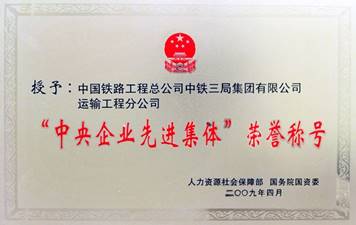 授予：中国铁路工程总公司中铁三局集团有限公司
运输工程分公司
“中央企业先进集体”荣誉称号
人力资源社会保障部 国务院国资委
二〇〇九年四月